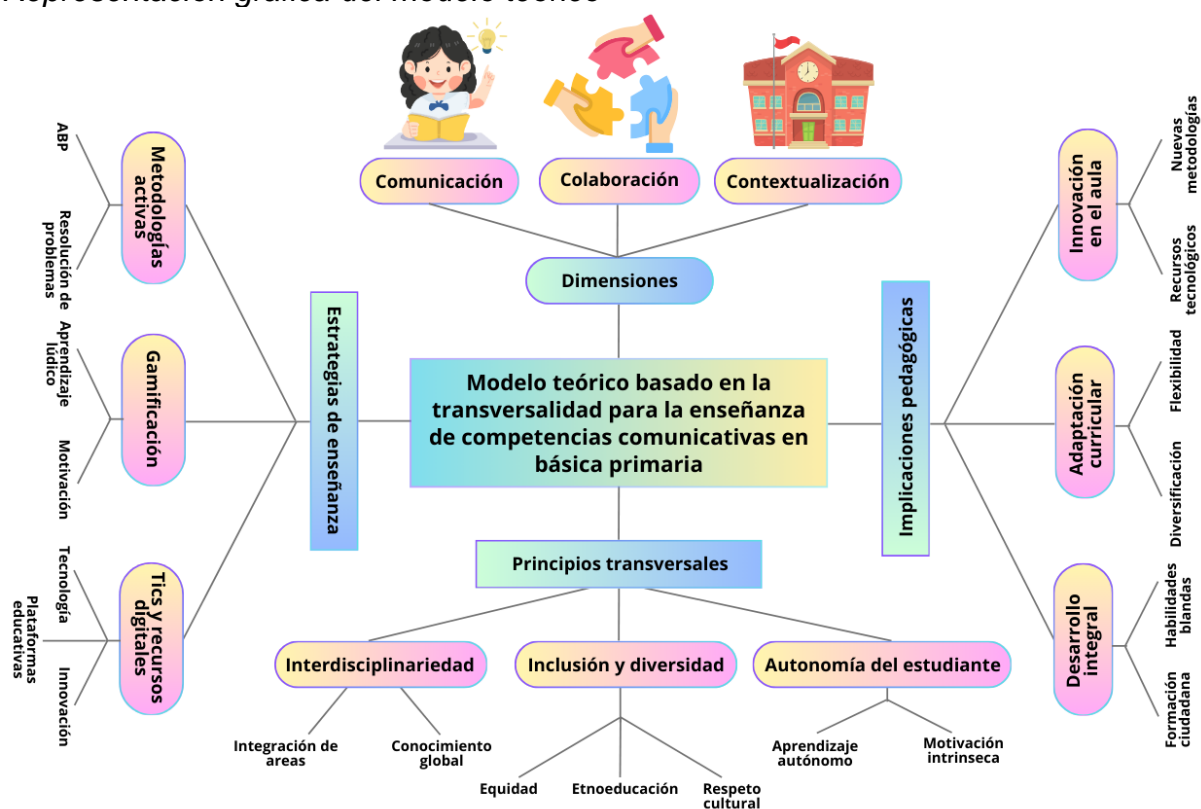 Representación gráfica del modelo teórico
Comunicación
Colaboración
Contextualización
Dimensiones
Modelo teórico basado en la
transversalidad para la enseñanza
de competencias comunicativas en
básica primaria
Estrategias de enseñanza
Metodologías
activas
ABP
Resolución de
problemas
Gamificación
Aprendizaje
lúdico
Motivación
Tics y recursos
digitales
Tecnología
Plataformas
educativas
Innovación
Implicaciones pedagógicas
Innovación
en el aula
Nuevas
metodologías
Recursos
tecnológicos
Adaptación
curricular
Flexibilidad
Diversificación
Desarrollo
integral
Habilidades
blandas
Formación
ciudadana
Principios transversales
Interdisciplinariedad
Integración de
areas
Conocimiento
global
Inclusión y diversidad
Equidad
Etnoeducación
Respeto
cultural
Autonomía del estudiante
Aprendizaje
autónomo
Motivación
intrinseca